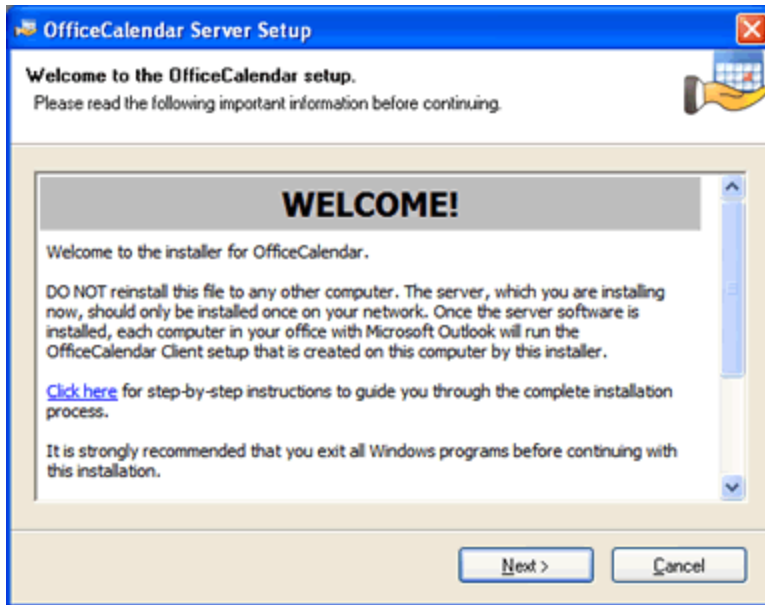 OfficeCalendar Server Setup
Welcome to the OfficeCalendar setup.
Please read the following important information before continuing.
WELCOME!
Welcome to the installer for OfficeCalendar.
DO NOT reinstall this file to any other computer. The server, which you are installing
now, should only be installed once on your network. Once the server software is
installed, each computer in your office with Microsoft Outlook will run the
OfficeCalendar Client setup that is created on this computer by this installer.
Click here for step-by-step instructions to guide you through the complete installation
process.
It is strongly recommended that you exit all Windows programs before continuing with
this installation.
Next >
Cancel